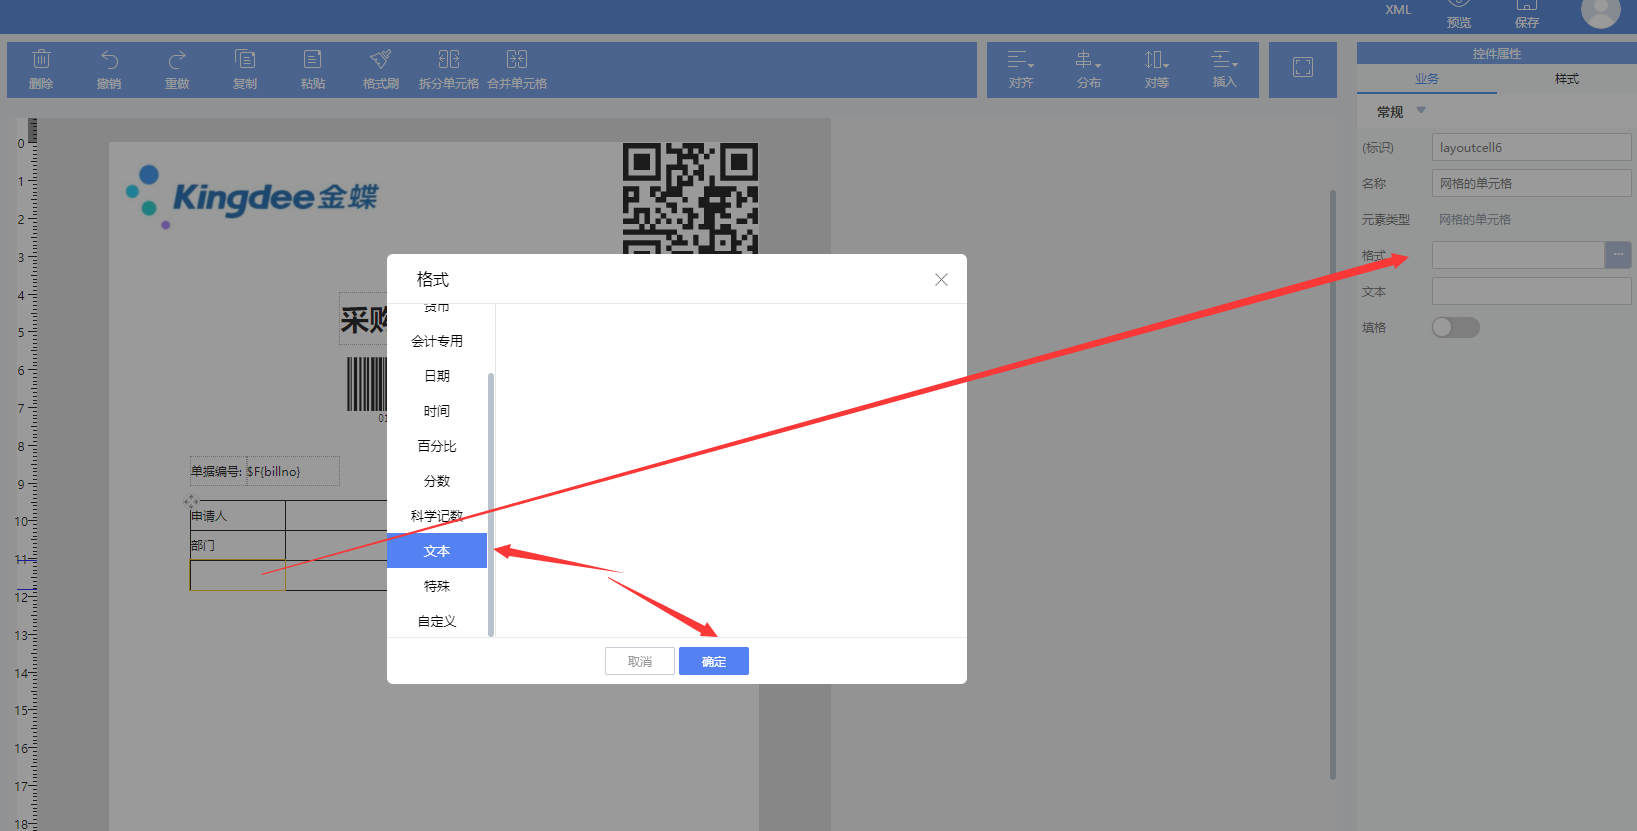 XML
预览
保存
删除
撤销
重做
复制
粘贴
格式刷
拆分单元格
合并单元格
对齐
分布
对等
插入
控件属性
业务
样式
常规
(标识)
layoutcell6
名称
网格的单元格
元素类型
网格的单元格
格式
...
文本
填格
0
1
2
3
4
5
6
7
8
9
10
11
12
13
14
15
16
17
18
Kingdee金蝶
采购
01
单据编号:
$F{billno}
申请人
部门
格式
货币
会计专用
日期
时间
百分比
分数
科学记数
文本
特殊
自定义
取消
确定